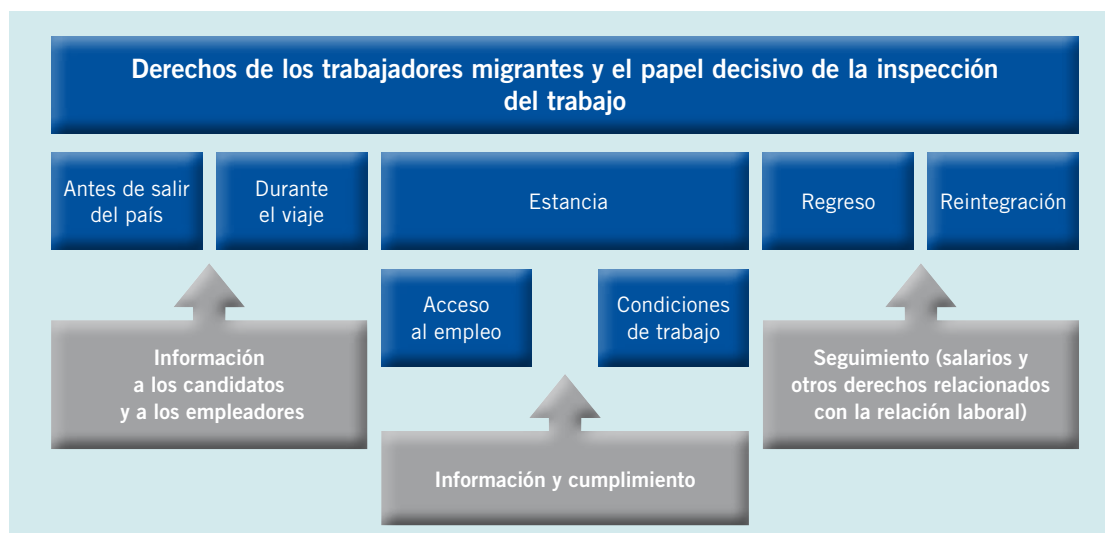 Derechos de los trabajadores migrantes y el papel decisivo de la inspección
del trabajo
Antes de salir
del país
Durante
el viaje
Estancia
Regreso
Reintegración
Acceso
al empleo
Condiciones
de trabajo
Información
a los candidatos
y a los empleadores
Seguimiento (salarios y
otros derechos relacionados
con la relación laboral)
Información y cumplimiento